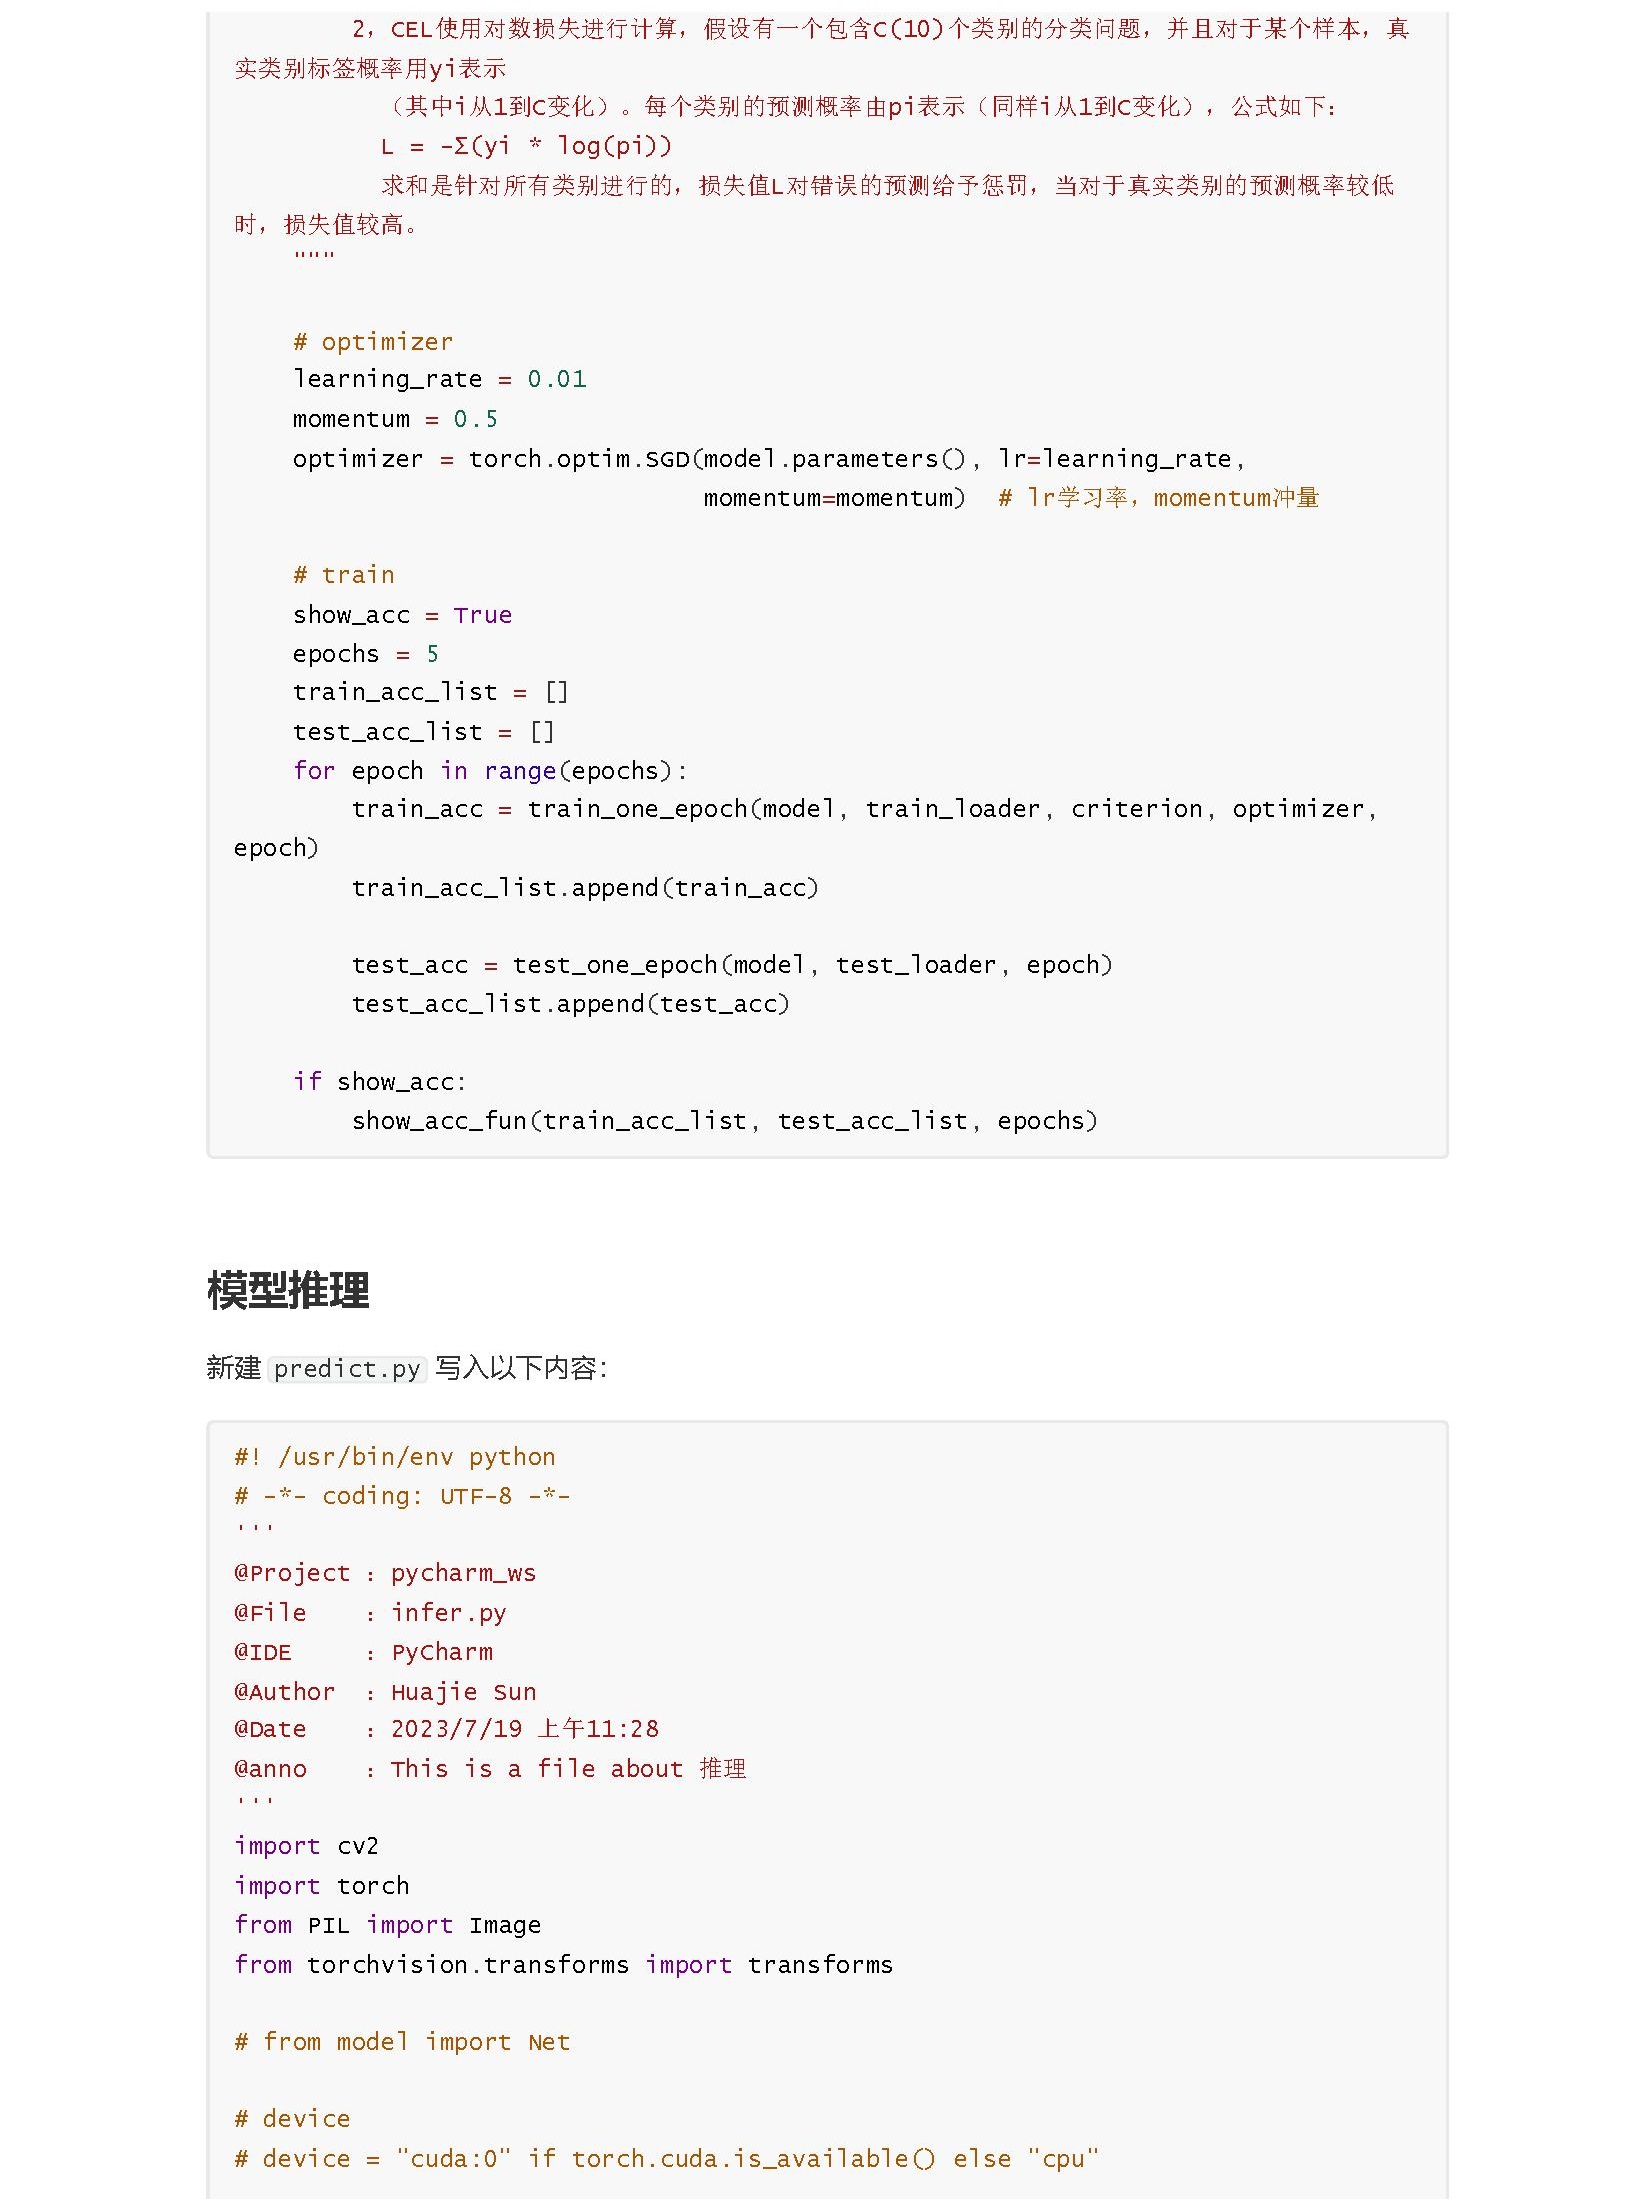 2，CEL使用对数损失进行计算，假设有一个包含C(10)个类别的分类问题，并且对于某个样本，真
实类别标签概率用yi表示
（其中i从1到C变化）。每个类别的预测概率由pi表示（同样i从1到C变化），公式如下：
L = -Σ(yi * log(pi))
求和是针对所有类别进行的，损失值L对错误的预测给予惩罚，当对于真实类别的预测概率较低
时，损失值较高。
"""
# optimizer
learning_rate = 0.01
momentum = 0.5
optimizer = torch.optim.SGD(model.parameters(), lr=learning_rate,
momentum=momentum)  # lr学习率，momentum冲量
# train
show_acc = True
epochs = 5
train_acc_list = []
test_acc_list = []
for epoch in range(epochs):
train_acc = train_one_epoch(model, train_loader, criterion, optimizer,
epoch)
train_acc_list.append(train_acc)
test_acc = test_one_epoch(model, test_loader, epoch)
test_acc_list.append(test_acc)
if show_acc:
show_acc_fun(train_acc_list, test_acc_list, epochs)
模型推理
新建 predict.py 写入以下内容：
#! /usr/bin/env python
# -*- coding: UTF-8 -*-
'''
@Project ：pycharm_ws
@File    ：infer.py
@IDE     ：PyCharm
@Author  ：Huajie Sun
@Date    ：2023/7/19 上午11:28
@anno    ：This is a file about 推理
'''
import cv2
import torch
from PIL import Image
from torchvision.transforms import transforms
# from model import Net
# device
# device = "cuda:0" if torch.cuda.is_available() else "cpu"